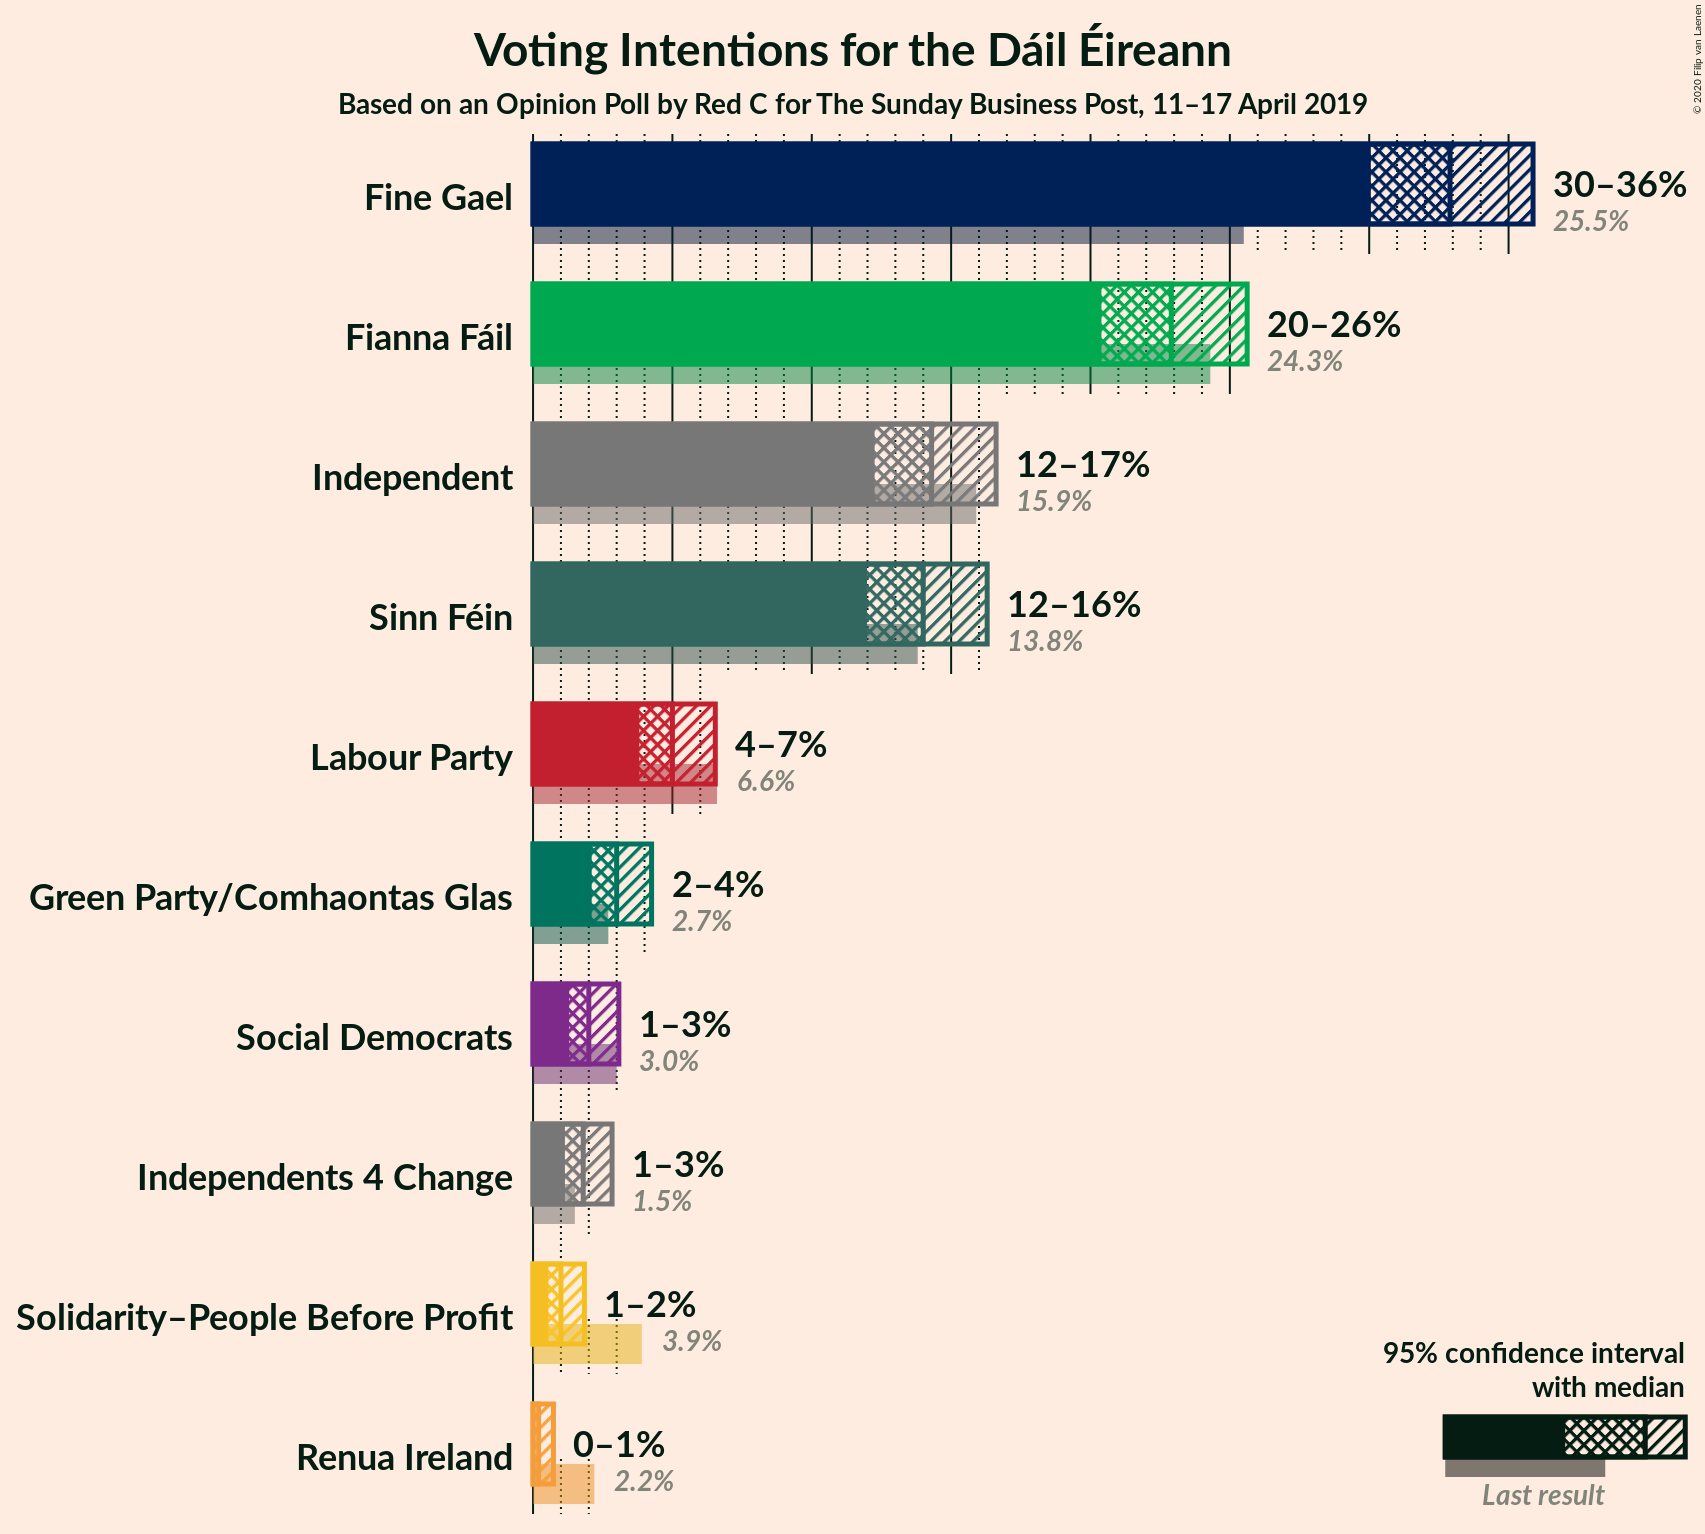 Voting Intentions for the Dáil Éireann
Based on an Opinion Poll by Red C for The Sunday Business Post, 11–17 April 2019
© 2020 Filip van Laenen
Fine Gael
30–36%
25.5%
Fianna Fáil
20–26%
24.3%
Independent
12–17%
15.9%
Sinn Féin
12–16%
13.8%
Labour Party
4–7%
6.6%
Green Party/Comhaontas Glas
2–4%
2.7%
Social Democrats
1–3%
3.0%
Independents 4 Change
1–3%
1.5%
Solidarity–People Before Profit
1–2%
3.9%
Renua Ireland
0–1%
2.2%
95% confidence interval
with median
Last result